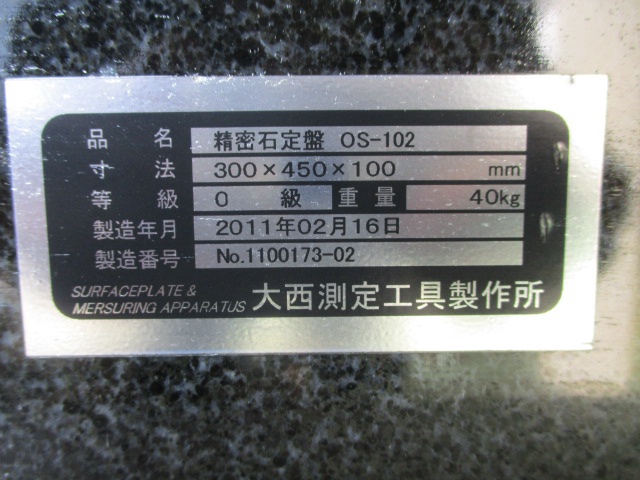 品名 精密石定盤 OS-102
寸法 300×450×100 mm
等級 0 級 重量 40kg
製造年月 2011年02月16日
製造番号 No.1100173-02
SURFACEPLATE &
MERSURING APPARATUS 大西測定工具製作所